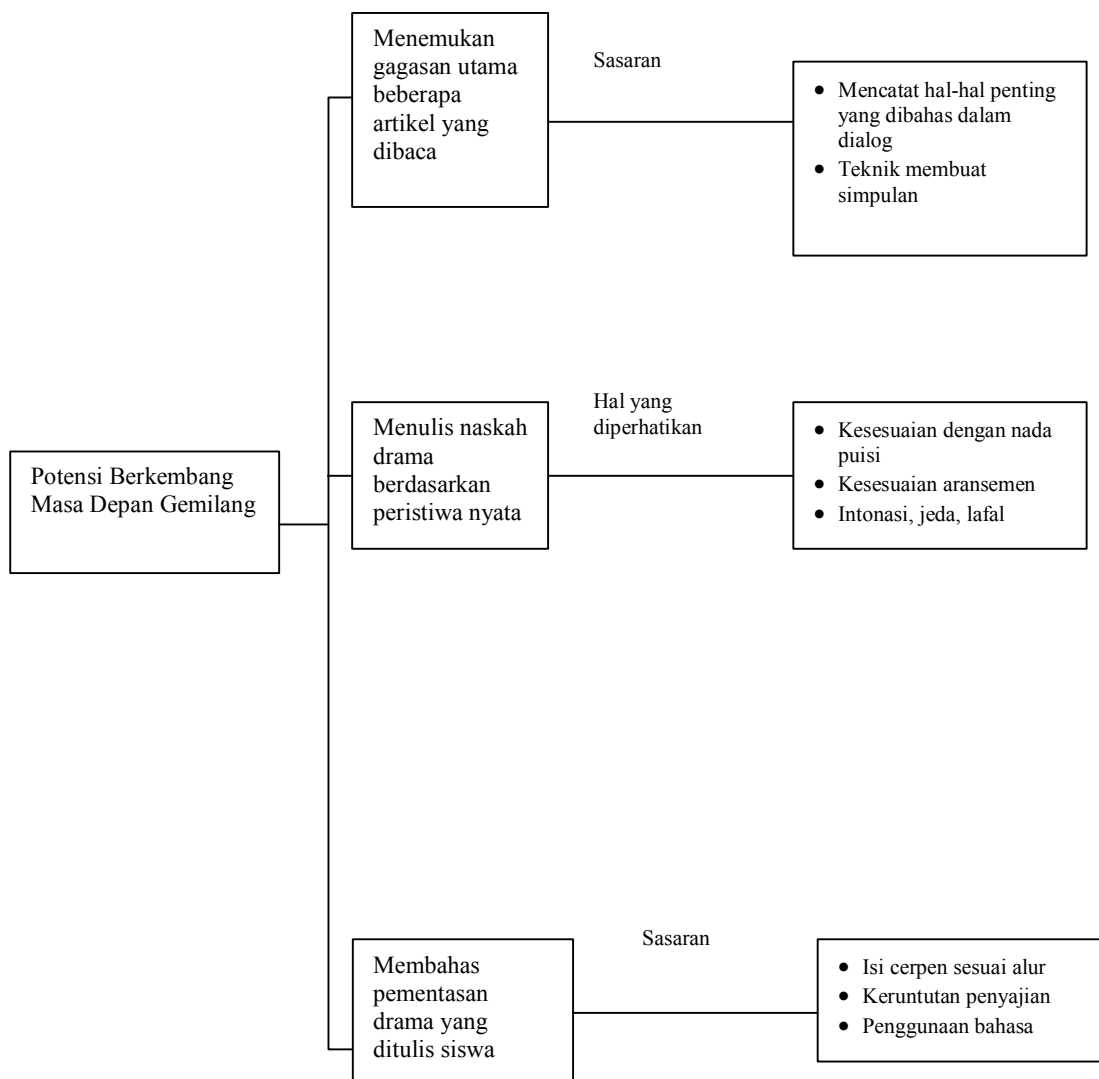 Menemukan
gagasan utama
beberapa
artikel yang
dibaca
Sasaran
• Mencatat hal-hal penting
yang dibahas dalam
dialog
• Teknik membuat
simpulan
Potensi Berkembang
Masa Depan Gemilang
Menulis naskah
drama
berdasarkan
peristiwa nyata
Hal yang
diperhatikan
• Kesesuaian dengan nada
puisi
• Kesesuaian aransemen
• Intonasi, jeda, lafal
Membahas
pementasan
drama yang
ditulis siswa
Sasaran
• Isi cerpen sesuai alur
• Keruntutan penyajian
• Penggunaan bahasa